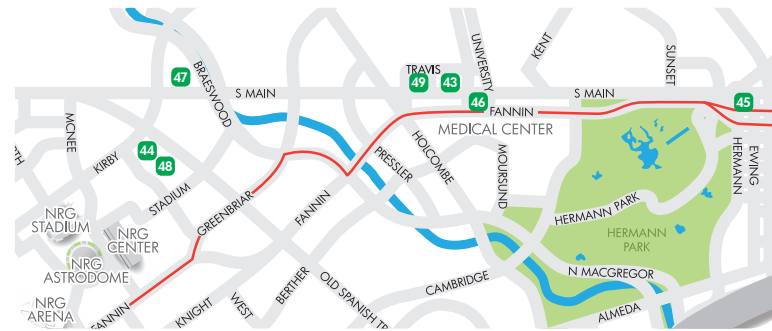 TRAVIS
UNIVERSITY
KENT
SUNSET
BRAESWOOD
47
49
43
S MAIN
S MAIN
46
45
FANNIN
MEDICAL CENTER
MCNEE
44
48
KIRBY
PRESSLER
HOLCOMBE
MOURSUND
HERMANN
EWING
STADIUM
GREENBRIAR
FANNIN
HERMANN PARK
NRG
STADIUM
NRG
CENTER
HERMANN
PARK
NRG
ASTRODOME
N MACGREGOR
CAMBRIDGE
BERTHER
OLD SPANISH TR
WEST
KNIGHT
ALMEDA
NRG
ARENA
FANNIN